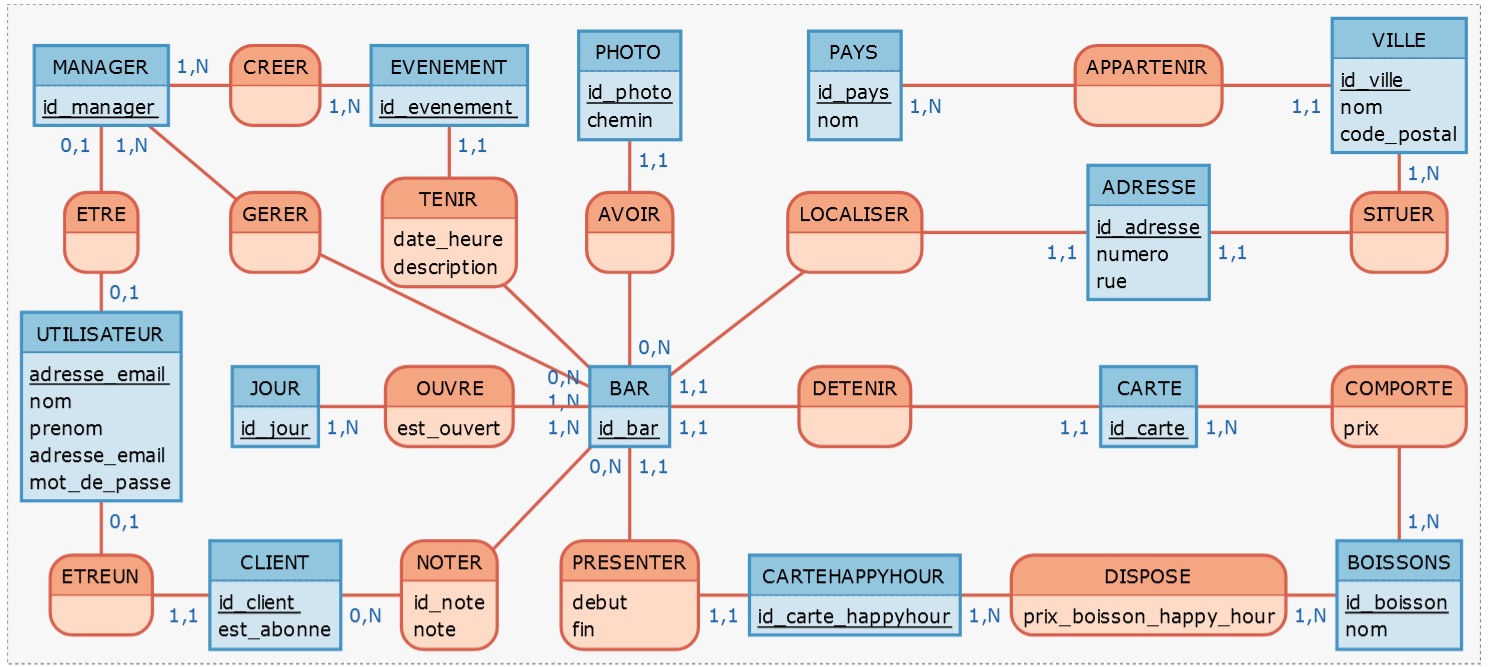 MANAGER
id_manager
1,N
CREER
1,N
EVENEMENT
id_evenement
PHOTO
id_photo
chemin
PAYS
id_pays
nom
1,N
APPARTENIR
1,1
VILLE
id_ville
nom
code_postal
0,1
1,N
1,1
1,1
1,N
ETRE
GERER
TENIR
date_heure
description
AVOIR
LOCALISER
1,1
ADRESSE
id_adresse
numero
rue
1,1
SITUER
0,1
0,N
UTILISATEUR
adresse_email
nom
prenom
adresse_email
mot_de_passe
JOUR
id_jour
1,N
OUVRE
est_ouvert
0,N
1,N
1,N
BAR
id_bar
1,1
1,1
DETENIR
1,1
CARTE
id_carte
1,N
COMPORTE
prix
0,N
1,1
0,1
1,N
ETREUN
1,1
CLIENT
id_client
est_abonne
0,N
NOTER
id_note
note
PRESENTER
debut
fin
1,1
CARTEHAPPYHOUR
id_carte_happyhour
1,N
DISPOSE
prix_boisson_happy_hour
1,N
BOISSONS
id_boisson
nom